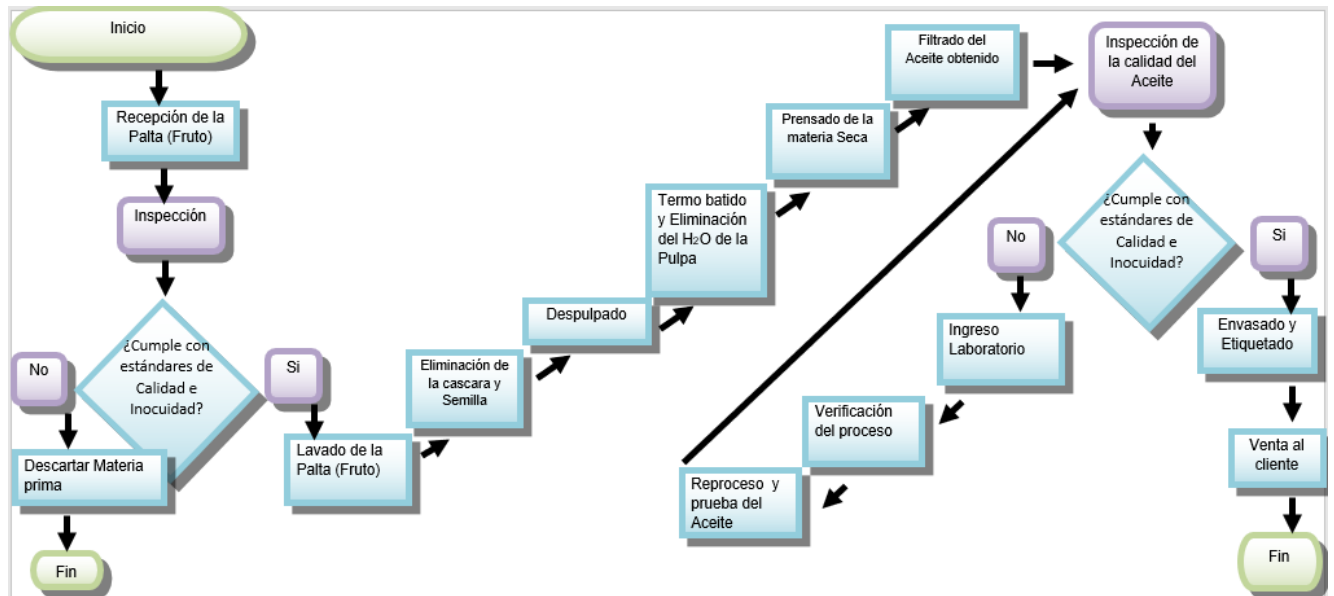 Inicio
Recepción de la
Palta (Fruto)
Inspección
¿Cumple con
estándares de
Calidad e
Inocuidad?
No
Descartar Materia
prima
Fin
Si
Lavado de la
Palta (Fruto)
Eliminación de
la cascara y
Semilla
Despulpado
Termo batido
y Eliminación
del H₂O de la
Pulpa
Prensado de la
materia Seca
Filtrado del
Aceite obtenido
Inspección de
la calidad del
Aceite
¿Cumple con
estándares de
Calidad e
Inocuidad?
No
Ingreso
Laboratorio
Verificación
del proceso
Reproceso y
prueba del
Aceite
Si
Envasado y
Etiquetado
Venta al
cliente
Fin